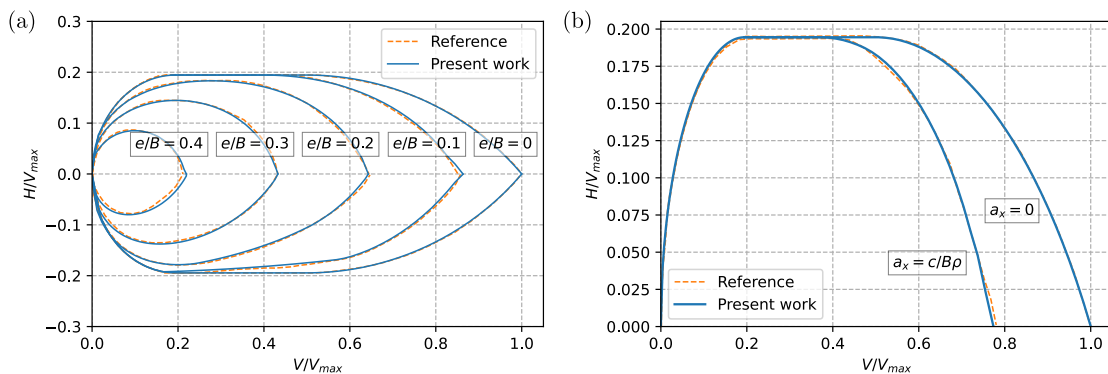 (a)
0.3
0.2
0.1
0.0
−0.1
−0.2
−0.3
H/V_max
Reference
Present work
e/B = 0.4
e/B = 0.3
e/B = 0.2
e/B = 0.1
e/B = 0
0.0 0.2 0.4 0.6 0.8 1.0
V/V_max
(b)
0.200
0.175
0.150
0.125
0.100
0.075
0.050
0.025
0.000
H/V_max
a_x = 0
a_x = c/Bρ
Reference
Present work
0.0 0.2 0.4 0.6 0.8 1.0
V/V_max